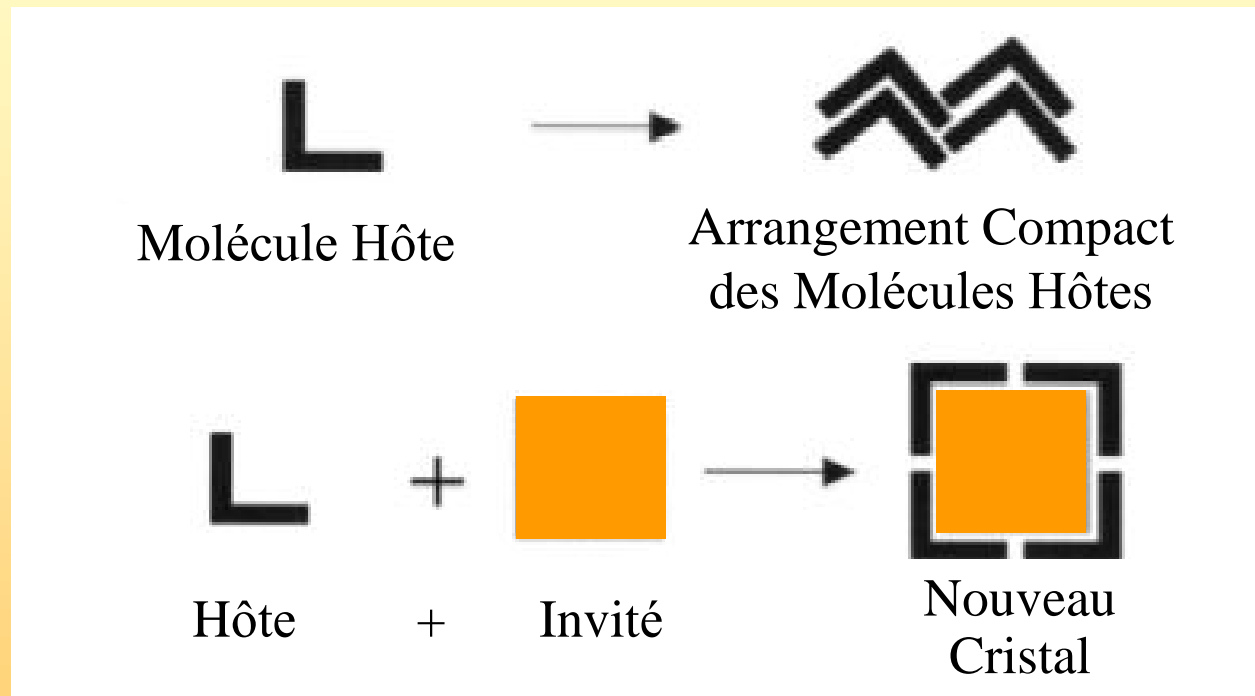 Molécule Hôte
Arrangement Compact
des Molécules Hôtes
+
Hôte + Invité
Nouveau
Cristal